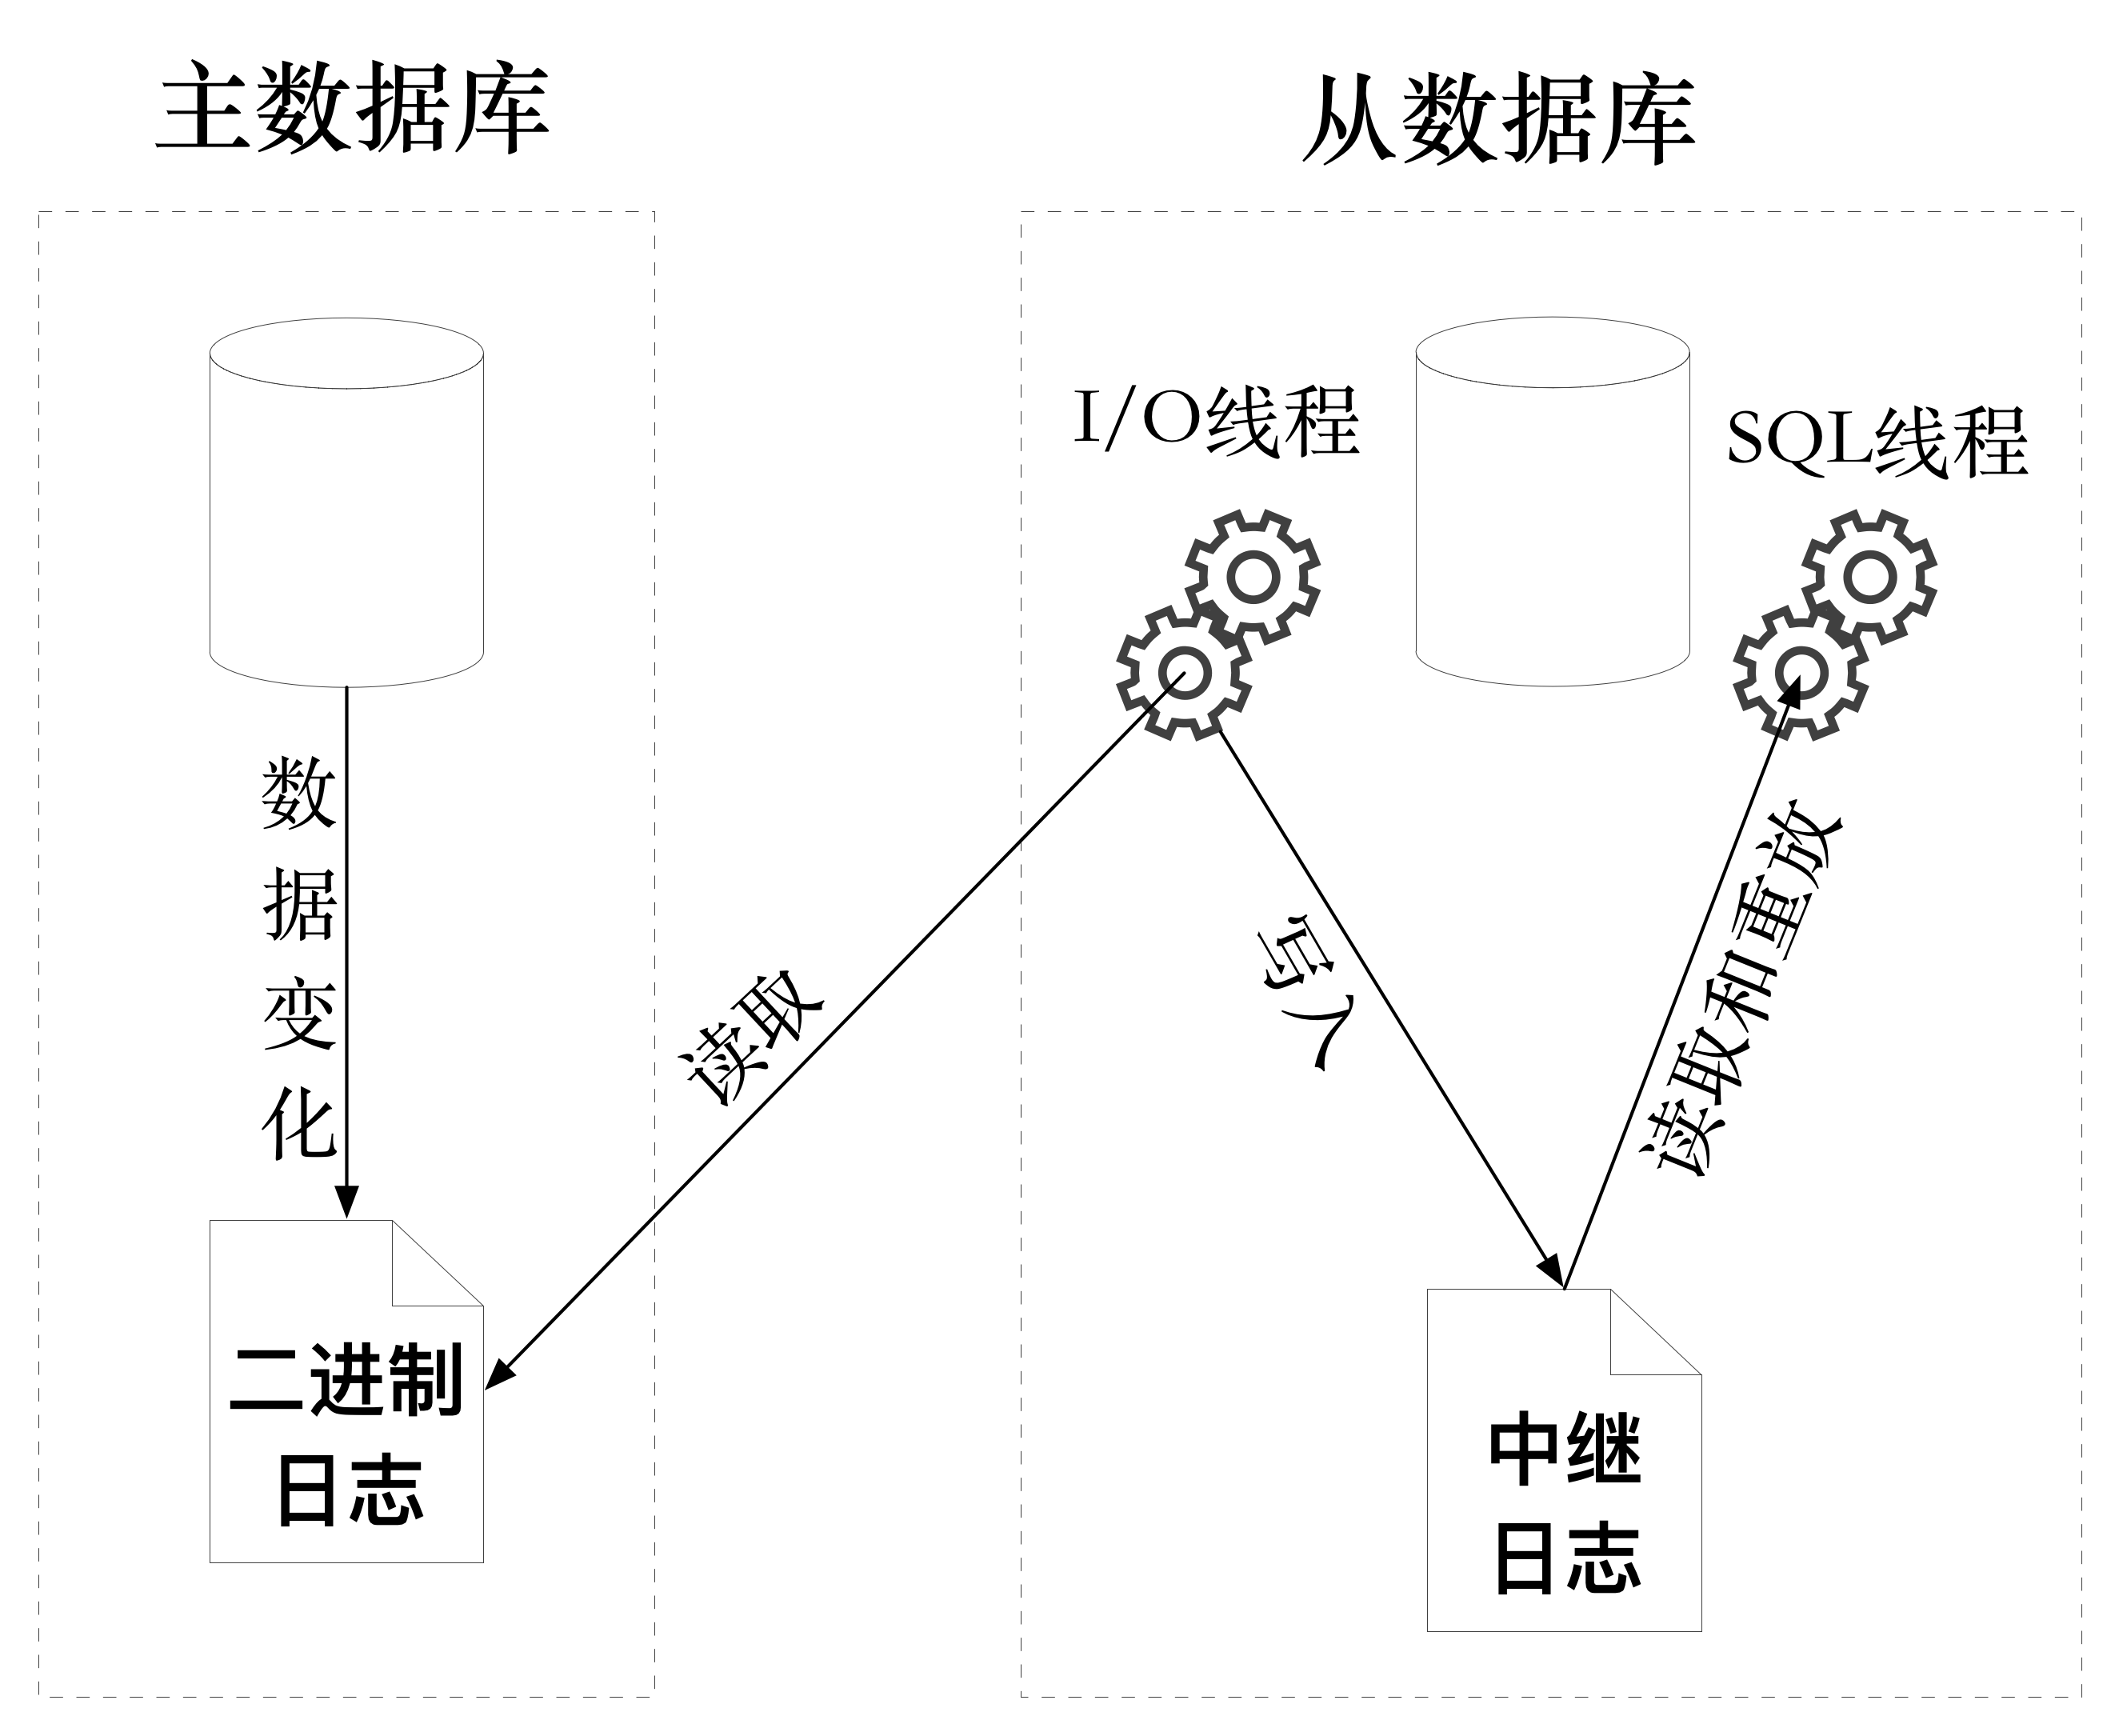 主数据库
从数据库
I/O线程
SQL线程
数据变化
读取
写入
读取和重放
二进制
日志
中继
日志